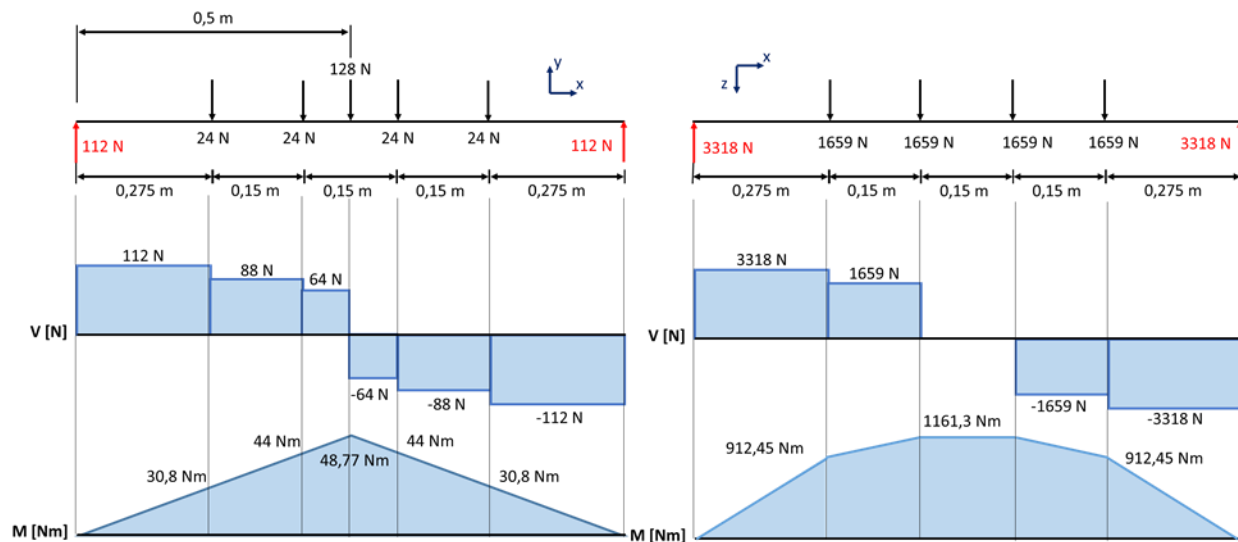 0,5 m
128 N
y
x
x
z
112 N
24 N
24 N
24 N
24 N
112 N
3318 N
1659 N
1659 N
1659 N
1659 N
3318 N
0,275 m
0,15 m
0,15 m
0,15 m
0,275 m
0,275 m
0,15 m
0,15 m
0,15 m
0,275 m
112 N
88 N
64 N
3318 N
1659 N
V [N]
V [N]
-64 N
-88 N
-112 N
-1659 N
-3318 N
44 Nm
44 Nm
48,77 Nm
30,8 Nm
30,8 Nm
1161,3 Nm
912,45 Nm
912,45 Nm
M [Nm]
M [Nm]